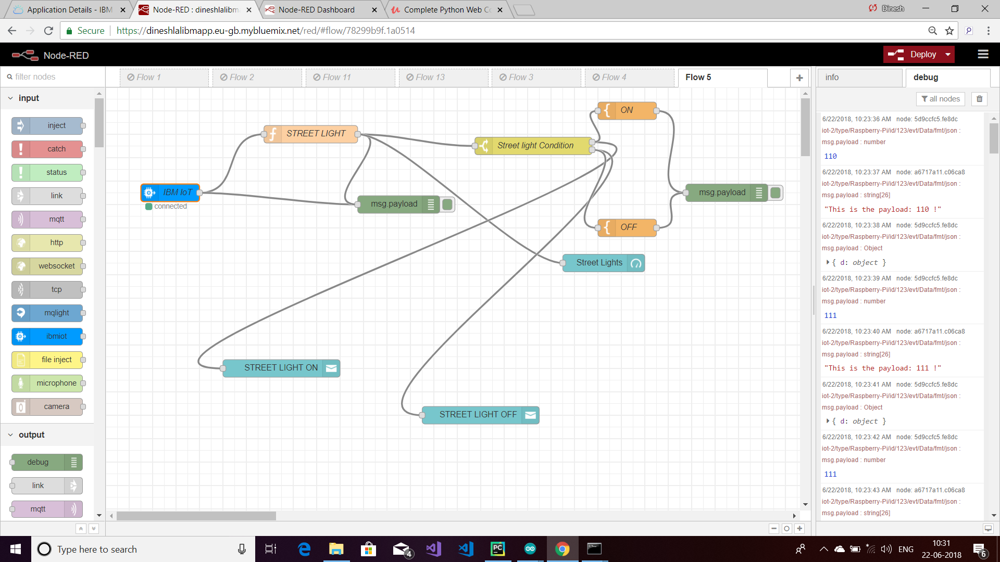 Application Details - IBM
Node-RED : dineshlalibma
Node-RED Dashboard
Complete Python Web Co
Dinesh
Secure
https://dineshlalibmapp.eu-gb.mybluemix.net/red/#flow/78299b9f.1a0514
Node-RED
Deploy
filter nodes
Flow 1
Flow 2
Flow 11
Flow 13
Flow 3
Flow 4
Flow 5
info
debug
all nodes
input
inject
catch
status
link
mqtt
http
websocket
tcp
mqlight
ibmiot
file inject
microphone
camera
output
debug
link
mqtt
ON
STREET LIGHT
Street light Condition
IBM IoT
connected
msg.payload
msg.payload
OFF
Street Lights
STREET LIGHT ON
STREET LIGHT OFF
6/22/2018, 10:23:36 AM node: 5d9ccfc5.fe8dc
iot-2/type/Raspberry-Pi/id/123/evt/Data/fmt/json :
msg.payload : number
110
6/22/2018, 10:23:37 AM node: a6717a11.c06ca8
iot-2/type/Raspberry-Pi/id/123/evt/Data/fmt/json :
msg.payload : string[26]
"This is the payload: 110 !"
6/22/2018, 10:23:38 AM node: 5d9ccfc5.fe8dc
iot-2/type/Raspberry-Pi/id/123/evt/Data/fmt/json :
msg.payload : Object
{ d: object }
6/22/2018, 10:23:39 AM node: 5d9ccfc5.fe8dc
iot-2/type/Raspberry-Pi/id/123/evt/Data/fmt/json :
msg.payload : number
111
6/22/2018, 10:23:40 AM node: a6717a11.c06ca8
iot-2/type/Raspberry-Pi/id/123/evt/Data/fmt/json :
msg.payload : string[26]
"This is the payload: 111 !"
6/22/2018, 10:23:41 AM node: 5d9ccfc5.fe8dc
iot-2/type/Raspberry-Pi/id/123/evt/Data/fmt/json :
msg.payload : Object
{ d: object }
6/22/2018, 10:23:42 AM node: 5d9ccfc5.fe8dc
iot-2/type/Raspberry-Pi/id/123/evt/Data/fmt/json :
msg.payload : number
111
6/22/2018, 10:23:43 AM node: a6717a11.c06ca8
iot-2/type/Raspberry-Pi/id/123/evt/Data/fmt/json :
msg.payload : string[26]
Type here to search
4
PC
ENG
10:31
22-06-2018
6